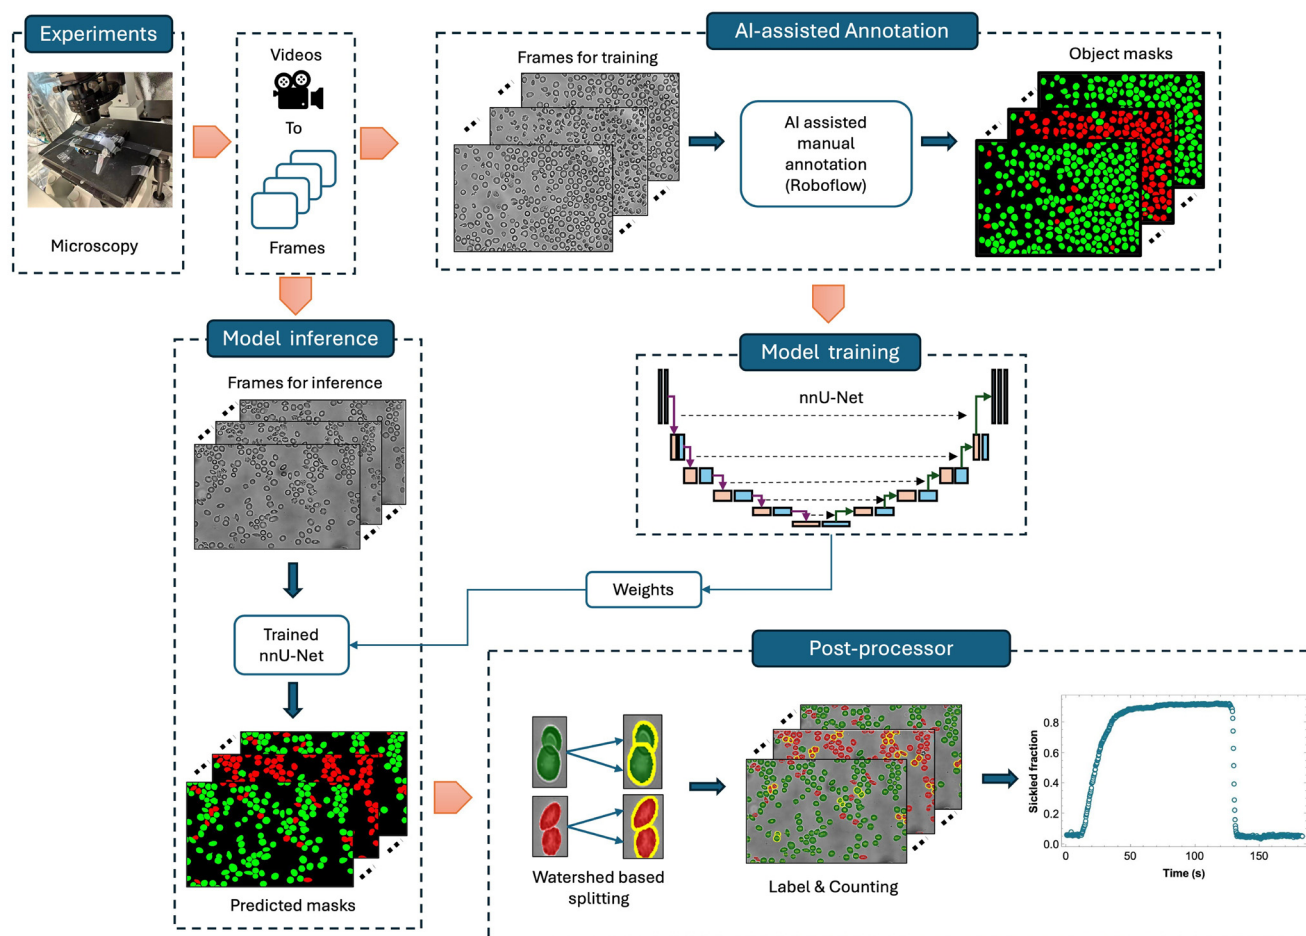 Experiments
Microscopy
Videos
To
Frames
AI-assisted Annotation
Frames for training
AI assisted
manual
annotation
(Roboflow)
Object masks
Model inference
Frames for inference
Trained
nnU-Net
Predicted masks
Model training
nnU-Net
Weights
Post-processor
Watershed based
splitting
Label & Counting
Sickled fraction
0.8
0.6
0.4
0.2
0.0
0
50
100
150
Time (s)